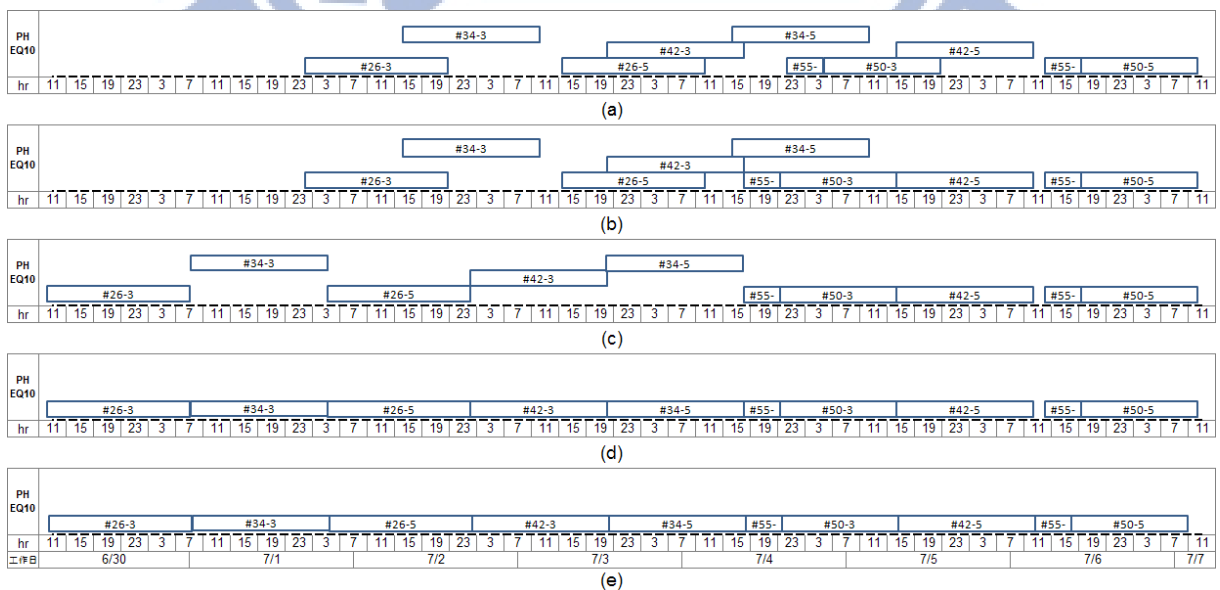 PH
EQ10
#34-3 #34-5
#42-3 #42-5
#26-3 #26-5 #55- #50-3 #55- #50-5
hr 11 15 19 23 3 7 11 15 19 23 3 7 11 15 19 23 3 7 11 15 19 23 3 7 11 15 19 23 3 7 11 15 19 23 3 7 11 15 19 23 3 7 11
(a)
PH
EQ10
#34-3 #34-5
#42-3
#26-3 #26-5 #55- #50-3 #42-5 #55- #50-5
hr 11 15 19 23 3 7 11 15 19 23 3 7 11 15 19 23 3 7 11 15 19 23 3 7 11 15 19 23 3 7 11 15 19 23 3 7 11 15 19 23 3 7 11
(b)
PH
EQ10
#34-3 #34-5
#42-3
#26-3 #26-5 #55- #50-3 #42-5 #55- #50-5
hr 11 15 19 23 3 7 11 15 19 23 3 7 11 15 19 23 3 7 11 15 19 23 3 7 11 15 19 23 3 7 11 15 19 23 3 7 11 15 19 23 3 7 11
(c)
PH
EQ10
#26-3 #34-3 #26-5 #42-3 #34-5 #55- #50-3 #42-5 #55- #50-5
hr 11 15 19 23 3 7 11 15 19 23 3 7 11 15 19 23 3 7 11 15 19 23 3 7 11 15 19 23 3 7 11 15 19 23 3 7 11 15 19 23 3 7 11
(d)
PH
EQ10
#26-3 #34-3 #26-5 #42-3 #34-5 #55- #50-3 #42-5 #55- #50-5
hr 11 15 19 23 3 7 11 15 19 23 3 7 11 15 19 23 3 7 11 15 19 23 3 7 11 15 19 23 3 7 11 15 19 23 3 7 11 15 19 23 3 7 11
工作日 6/30 7/1 7/2 7/3 7/4 7/5 7/6 7/7
(e)